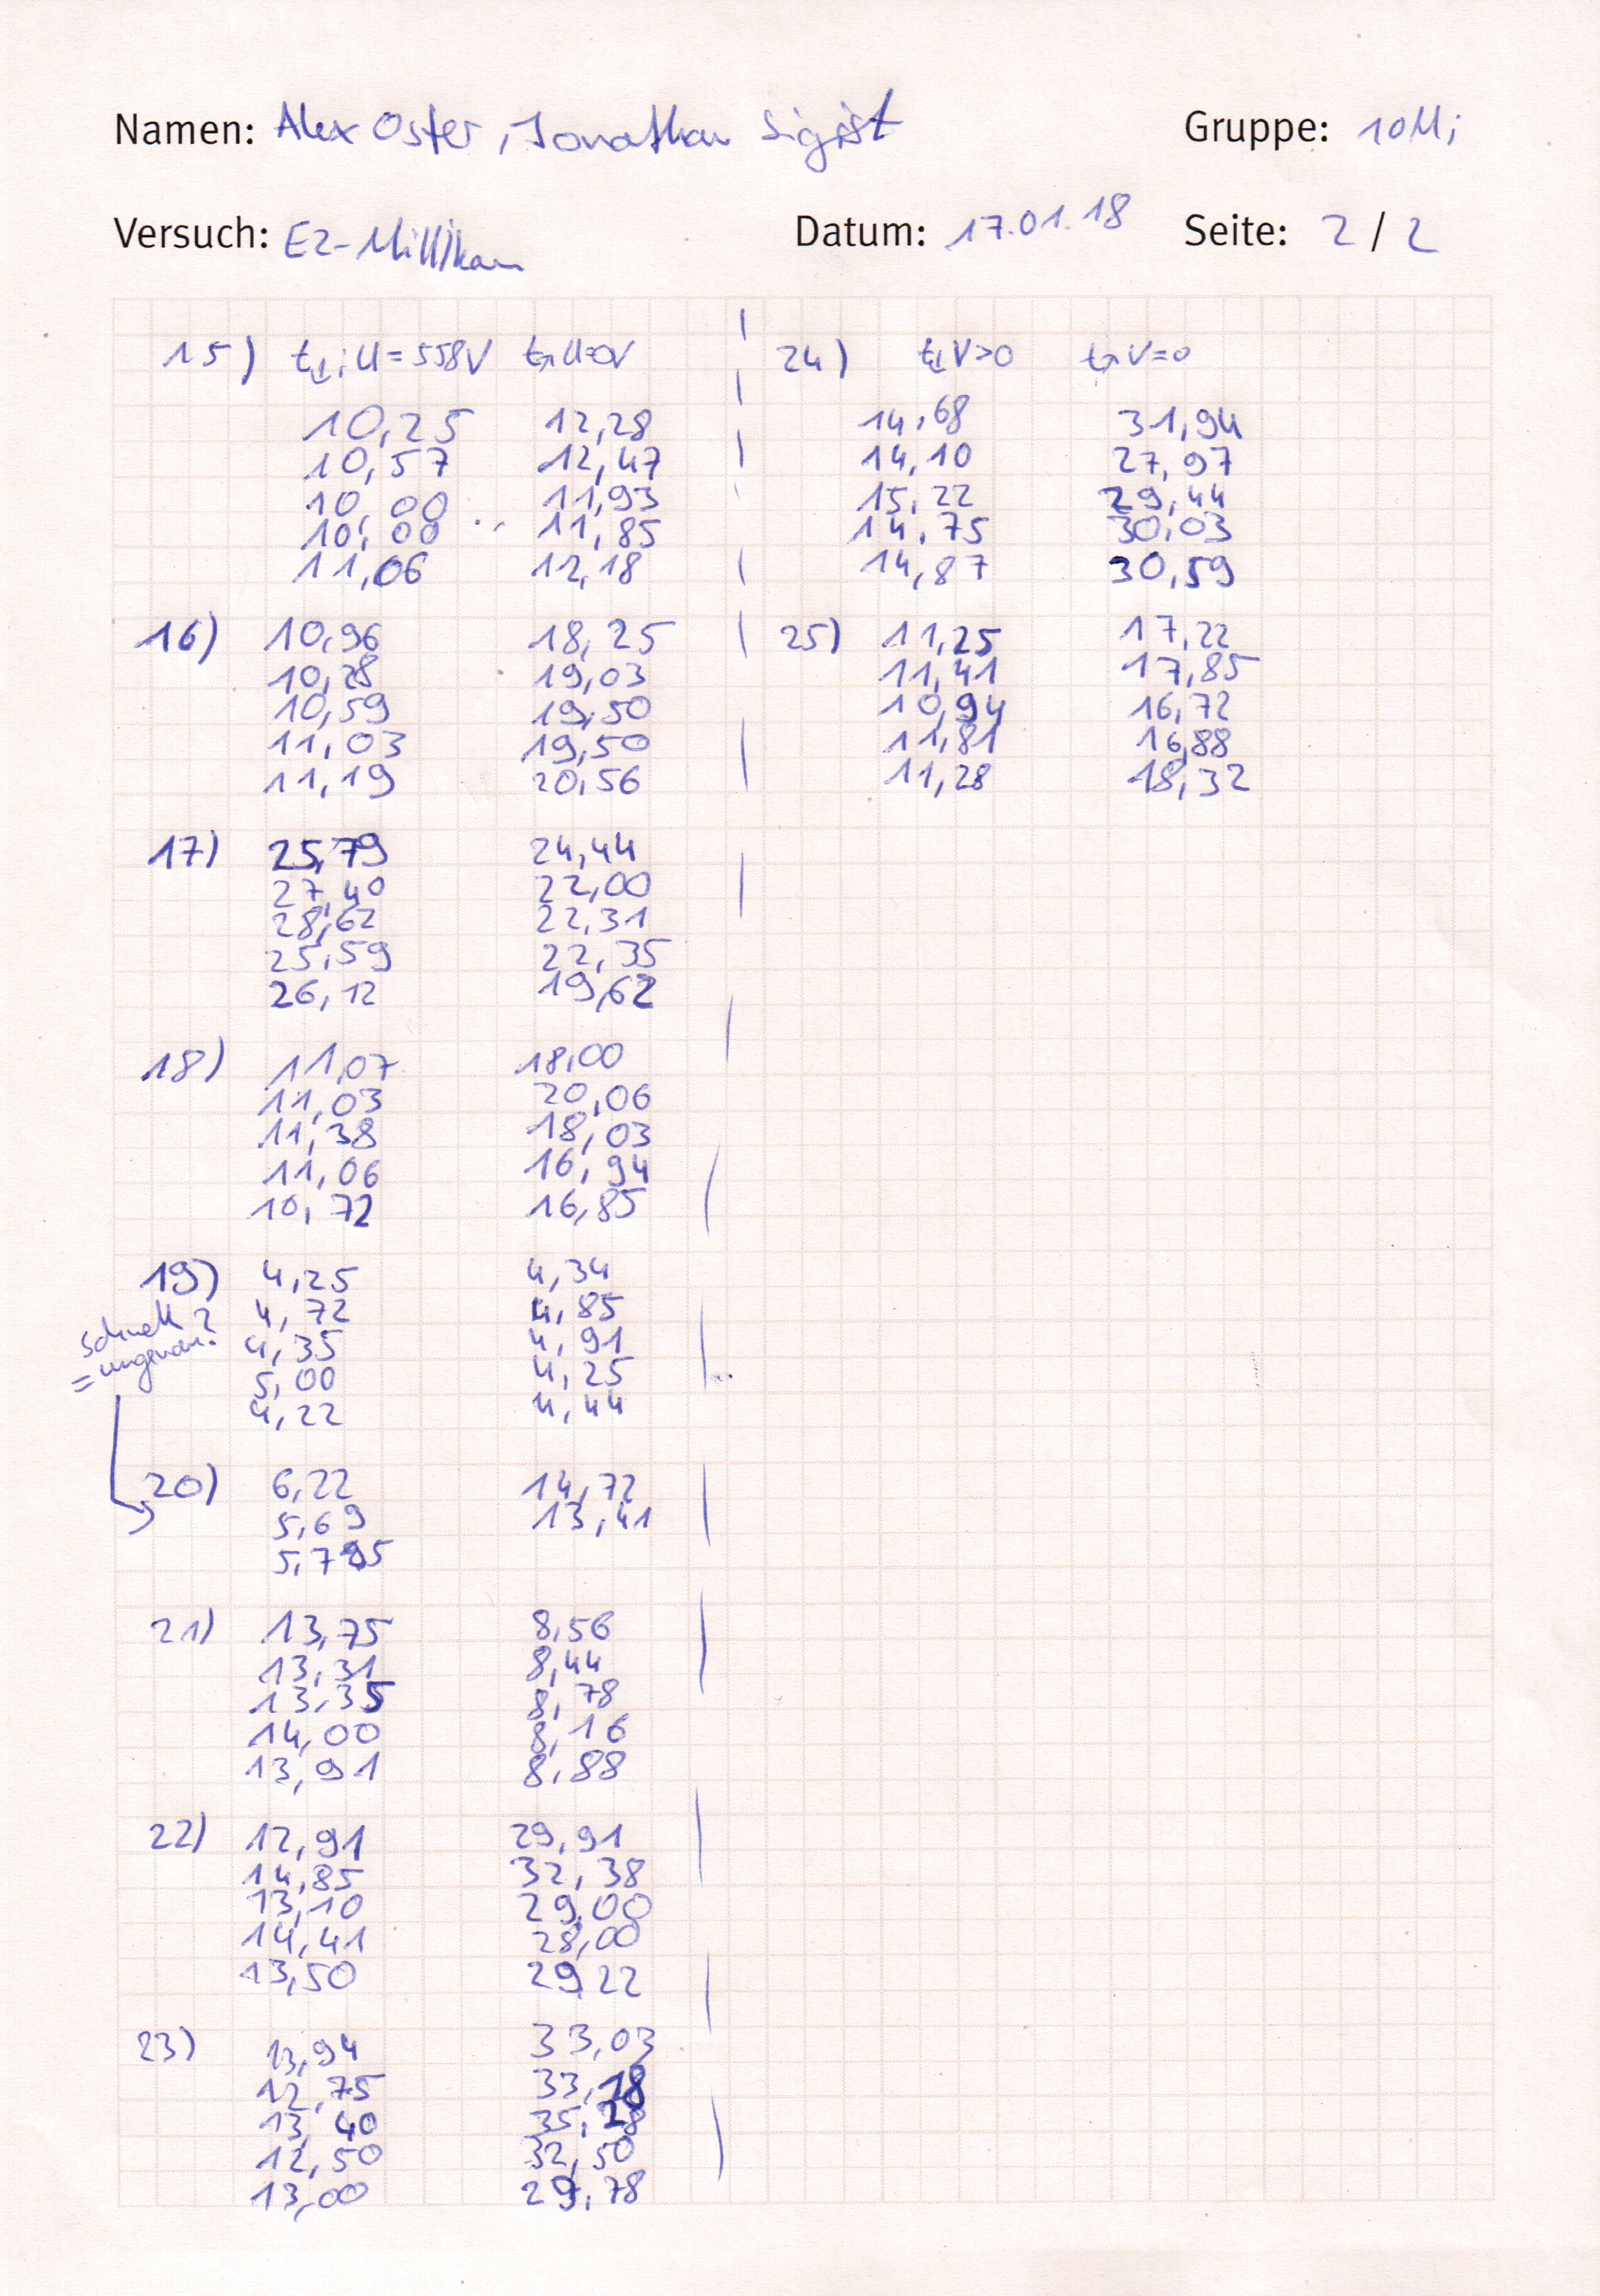 Namen: Alex Oster, Jonathan Sigrist Gruppe: 10Mi
Versuch: E2-Millikan Datum: 17.01.18 Seite: 2 / 2
15) t↓; U = 558V t↑ U=0V
10,25 12,28
10,57 12,47
10,00 11,93
10,00 11,85
11,06 12,18
16) 10,96 18,25
10,28 19,03
10,59 19,50
11,03 19,50
11,19 20,56
17) 25,79 24,44
27,40 22,00
28,62 22,31
25,59 22,35
26,12 19,62
18) 11,07 18,00
11,03 20,06
11,38 18,03
11,06 16,94
10,72 16,85
19) 4,25 4,34
4,72 4,85
4,35 4,91
5,00 4,25
4,22 4,44
schnell
= ungenau?
20) 6,22 14,72
5,69 13,41
5,795
21) 13,75 8,56
13,31 8,44
13,35 8,78
14,00 8,16
13,91 8,88
22) 12,91 29,91
14,85 32,38
13,10 29,00
14,41 28,00
13,50 29,22
23) 13,94 33,03
12,75 33,18
13,40 35,28
12,50 32,50
13,00 29,78
24) t↓ V>0 t↑ V=0
14,68 31,94
14,10 27,97
15,22 29,44
14,75 30,03
14,87 30,59
25) 11,25 17,22
11,41 17,85
10,94 16,72
11,81 16,88
11,28 18,32